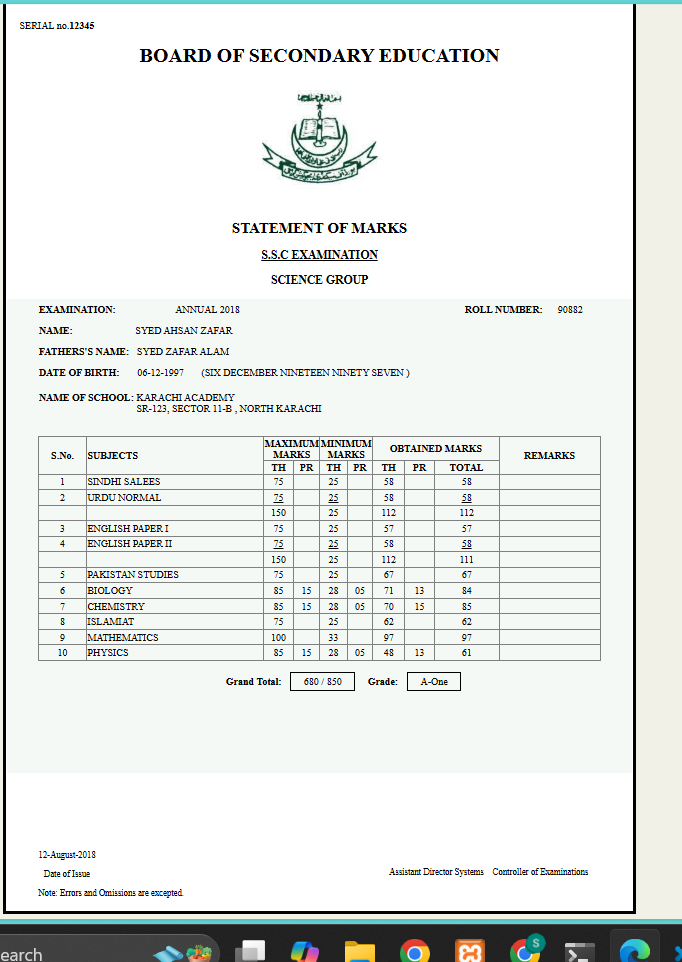 SERIAL no.12345
BOARD OF SECONDARY EDUCATION
STATEMENT OF MARKS
S.S.C EXAMINATION
SCIENCE GROUP
EXAMINATION: ANNUAL 2018 ROLL NUMBER: 90882
NAME: SYED AHSAN ZAFAR
FATHERS'S NAME: SYED ZAFAR ALAM
DATE OF BIRTH: 06-12-1997 (SIX DECEMBER NINETEEN NINETY SEVEN )
NAME OF SCHOOL: KARACHI ACADEMY
SR-123, SECTOR 11-B , NORTH KARACHI
S.No. SUBJECTS MAXIMUM MARKS MINIMUM MARKS OBTAINED MARKS REMARKS
TH PR TH PR TH PR TOTAL
1 SINDHI SALEES 75 25 58 58
2 URDU NORMAL 75 25 58 58
150 25 112 112
3 ENGLISH PAPER I 75 25 57 57
4 ENGLISH PAPER II 75 25 58 58
150 25 112 111
5 PAKISTAN STUDIES 75 25 67 67
6 BIOLOGY 85 15 28 05 71 13 84
7 CHEMISTRY 85 15 28 05 70 15 85
8 ISLAMIAT 75 25 62 62
9 MATHEMATICS 100 33 97 97
10 PHYSICS 85 15 28 05 48 13 61
Grand Total: 680 / 850 Grade: A-One
12-August-2018
Date of Issue Assistant Director Systems Controller of Examinations
Note: Errors and Omissions are excepted.
earch
S